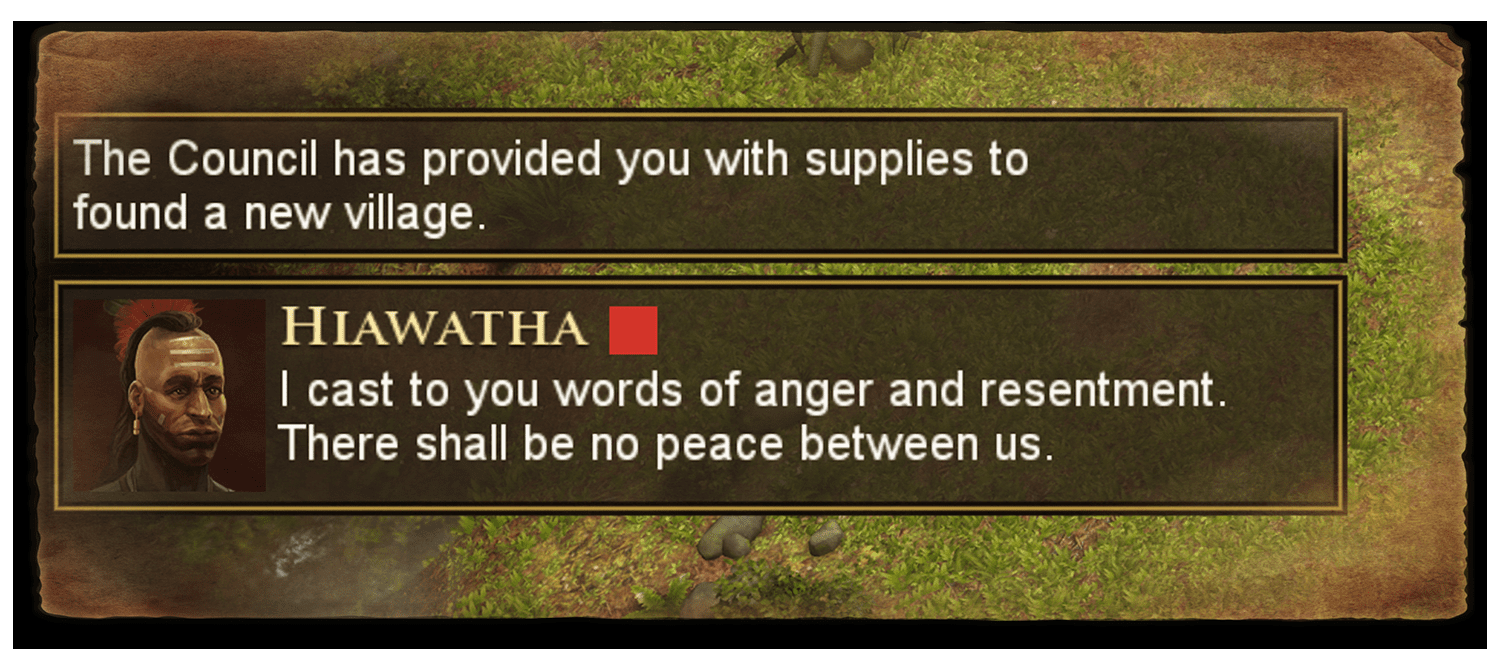 The Council has provided you with supplies to
found a new village.
HIAWATHA
I cast to you words of anger and resentment.
There shall be no peace between us.